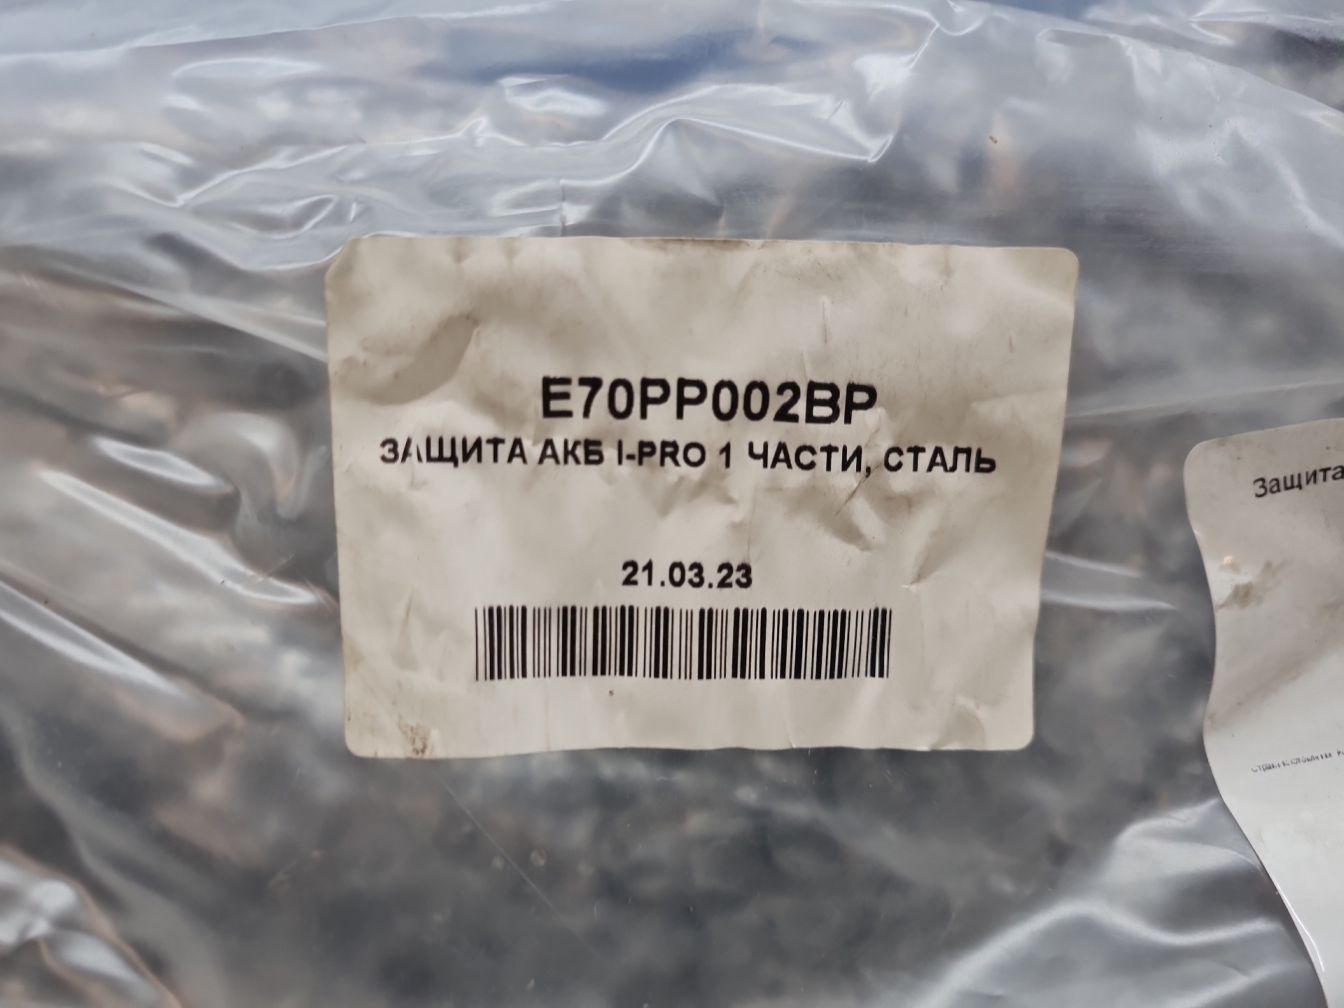 E70PP002BP
ЗАЩИТА АКБ I-PRO 1 ЧАСТИ, СТАЛЬ
21.03.23
Защита